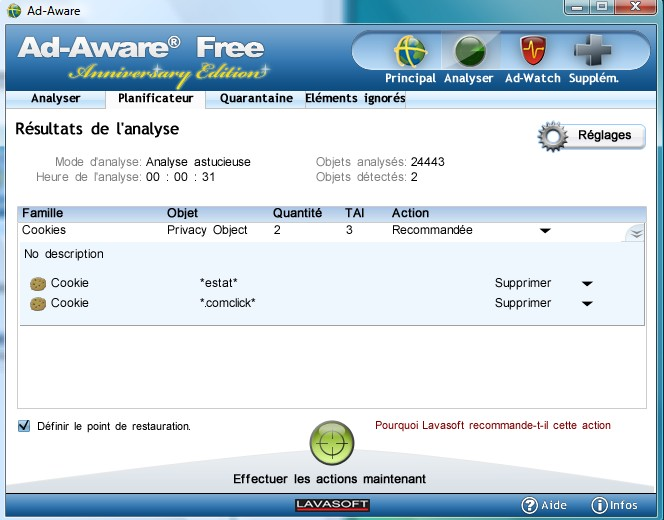 Ad-Aware
Ad-Aware® Free
Anniversary Edition
Principal Analyser Ad-Watch Supplém.
Analyser Planificateur Quarantaine Eléments ignorés
Résultats de l'analyse
Réglages
Mode d'analyse: Analyse astucieuse Objets analysés: 24443
Heure de l'analyse: 00 : 00 : 31 Objets détectés: 2
Famille Objet Quantité TAI Action
Cookies Privacy Object 2 3 Recommandée
No description
Cookie *estat* Supprimer
Cookie *.comclick* Supprimer
Définir le point de restauration.
Pourquoi Lavasoft recommande-t-il cette action
Effectuer les actions maintenant
LAVASOFT
Aide Infos